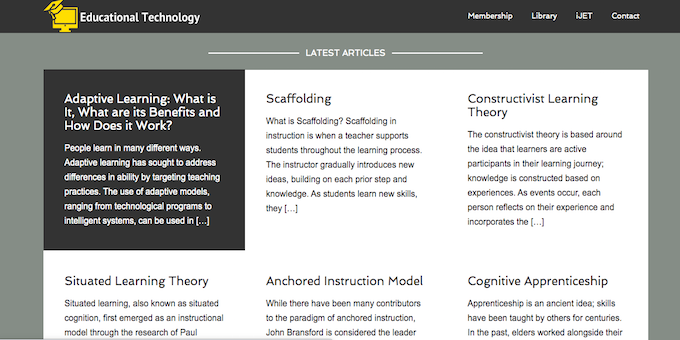 Educational Technology
Membership Library iJET Contact
LATEST ARTICLES
Adaptive Learning: What is
It, What are its Benefits and
How Does it Work?
People learn in many different ways.
Adaptive learning has sought to address
differences in ability by targeting teaching
practices. The use of adaptive models,
ranging from technological programs to
intelligent systems, can be used in […]
Scaffolding
What is Scaffolding? Scaffolding in
instruction is when a teacher supports
students throughout the learning process.
The instructor gradually introduces new
ideas, building on each prior step and
knowledge. As students learn new skills,
they […]
Constructivist Learning
Theory
The constructivist theory is based around
the idea that learners are active
participants in their learning journey;
knowledge is constructed based on
experiences. As events occur, each
person reflects on their experience and
incorporates the […]
Situated Learning Theory
Situated learning, also known as situated
cognition, first emerged as an instructional
model through the research of Paul
Anchored Instruction Model
While there have been many contributors
to the paradigm of anchored instruction,
John Bransford is considered the leader
Cognitive Apprenticeship
Apprenticeship is an ancient idea; skills
have been taught by others for centuries.
In the past, elders worked alongside their